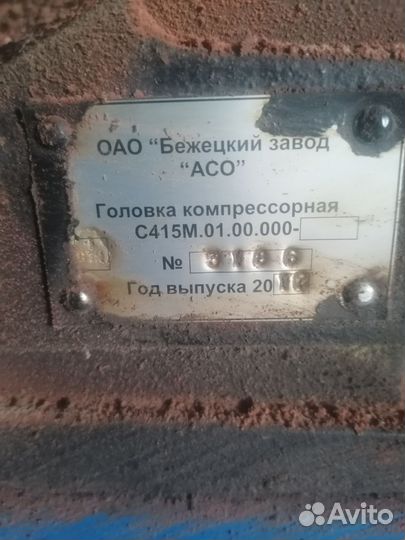 ОАО "Бежецкий завод
"АСО"
Головка компрессорная
С415М.01.00.000-
№
Год выпуска 20
Avito